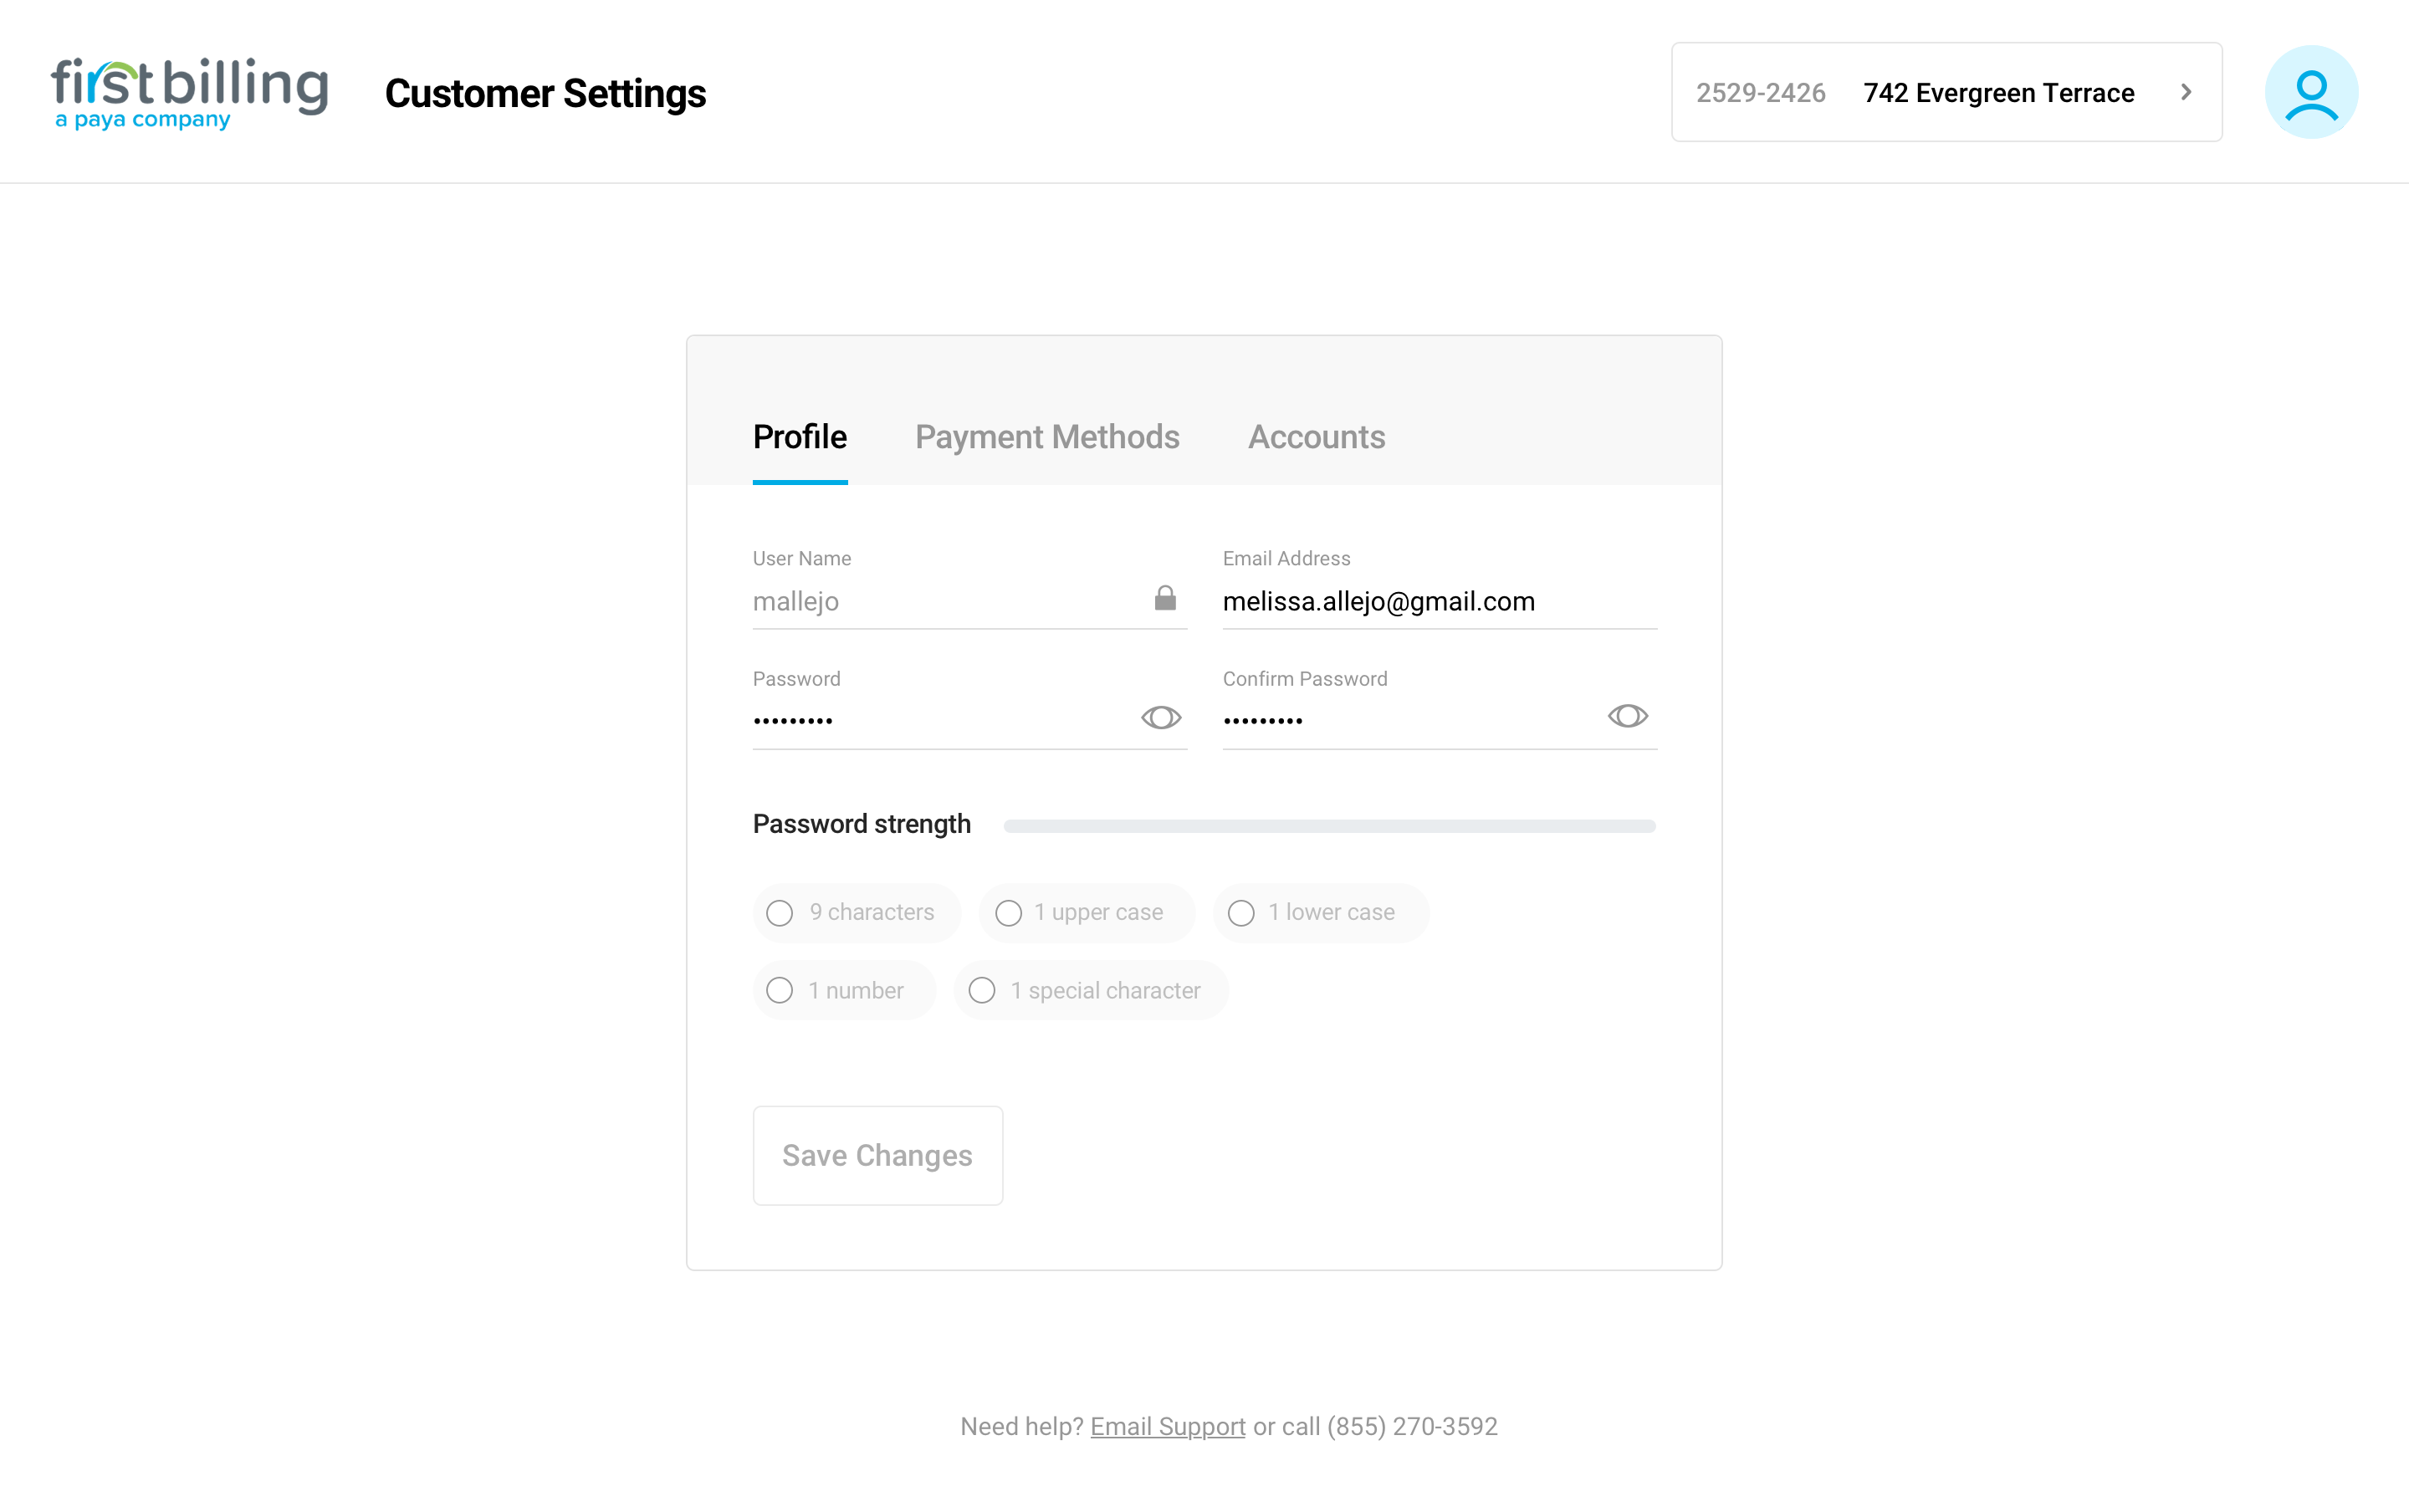 firstbilling
a paya company
Customer Settings
2529-2426 742 Evergreen Terrace
Profile Payment Methods Accounts
User Name Email Address
mallejo melissa.allejo@gmail.com
Password Confirm Password
••••••••• •••••••••
Password strength
9 characters 1 upper case 1 lower case
1 number 1 special character
Save Changes
Need help? Email Support or call (855) 270-3592